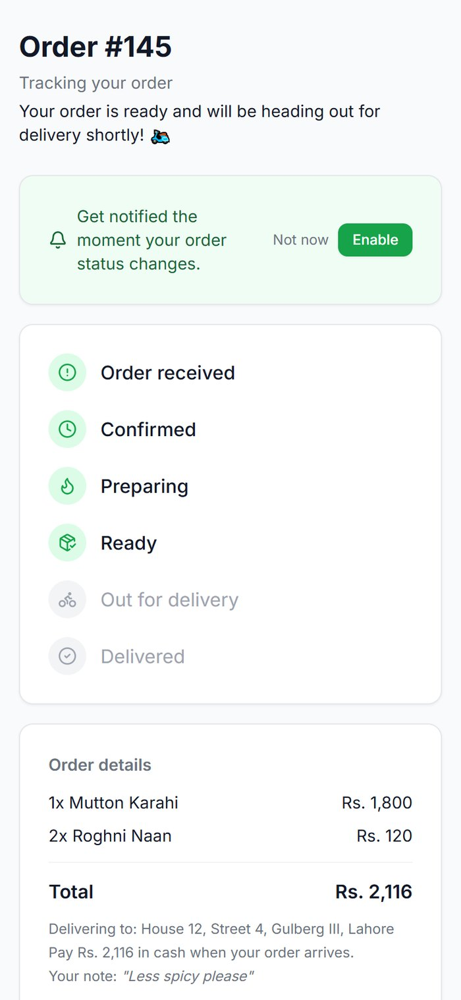 Order #145
Tracking your order
Your order is ready and will be heading out for
delivery shortly! 🛵
Get notified the
moment your order
status changes.
Not now
Enable
Order received
Confirmed
Preparing
Ready
Out for delivery
Delivered
Order details
1x Mutton Karahi Rs. 1,800
2x Roghni Naan Rs. 120
Total Rs. 2,116
Delivering to: House 12, Street 4, Gulberg III, Lahore
Pay Rs. 2,116 in cash when your order arrives.
Your note: "Less spicy please"